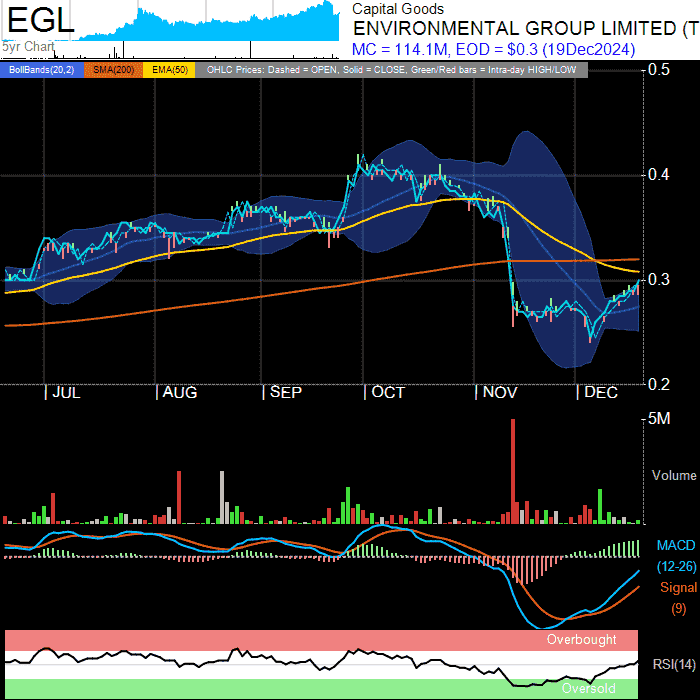 EGL
5yr Chart
Capital Goods
ENVIRONMENTAL GROUP LIMITED (T
MC = 114.1M, EOD = $0.3 (19Dec2024)
BollBands(20,2) SMA(200) EMA(50) OHLC Prices: Dashed = OPEN, Solid = CLOSE, Green/Red bars = Intra-day HIGH/LOW
0.5
0.4
0.3
0.2
JUL AUG SEP OCT NOV DEC
5M
Volume
MACD
(12-26)
Signal
(9)
Overbought
RSI(14)
Oversold